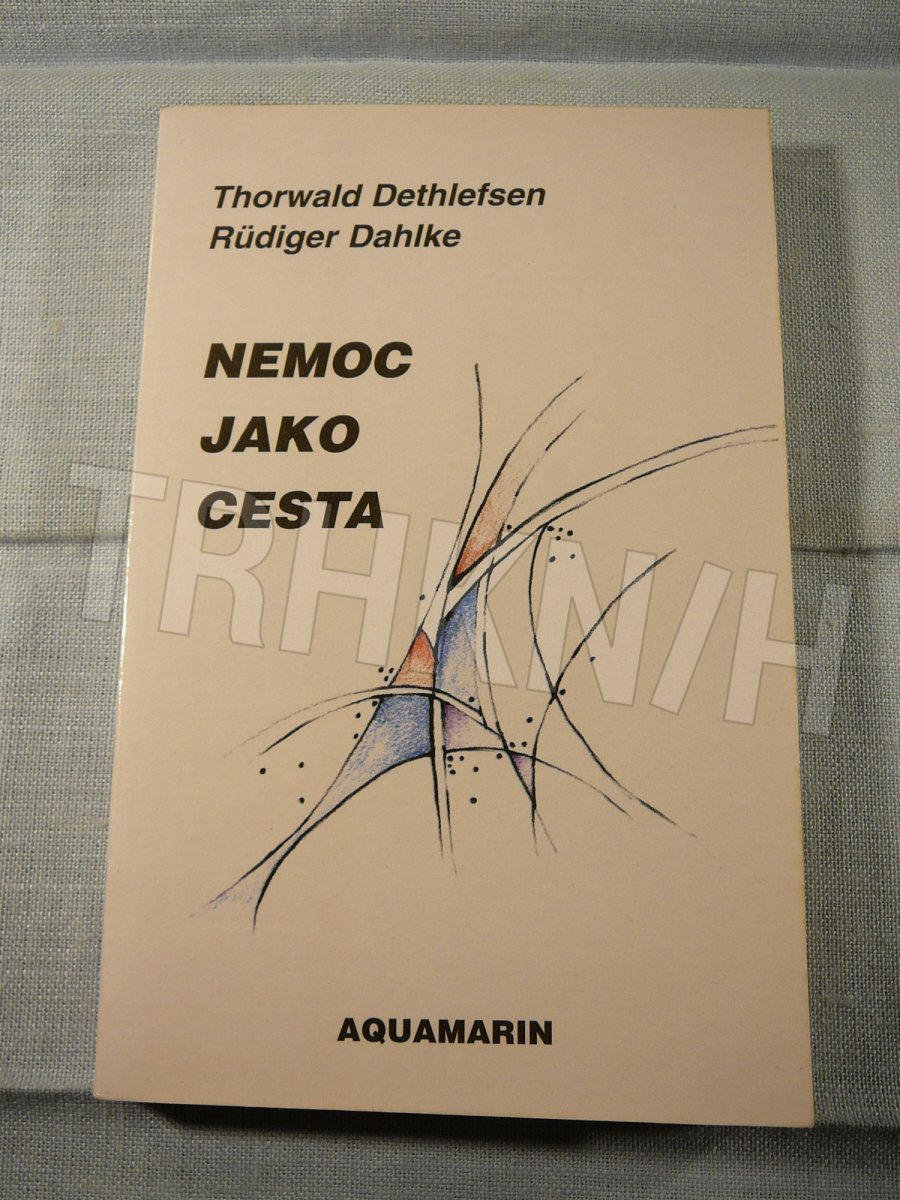 Thorwald Dethlefsen
Rüdiger Dahlke
NEMOC
JAKO
CESTA
TRHKNIH
AQUAMARIN